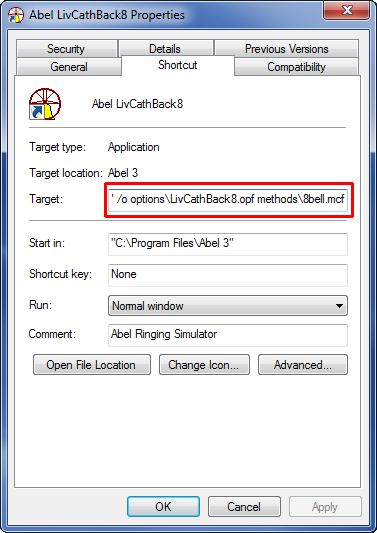 Abel LivCathBack8 Properties
Security Details Previous Versions
General Shortcut Compatibility
Abel LivCathBack8
Target type: Application
Target location: Abel 3
Target: ' /o options\LivCathBack8.opf methods\8bell.mcf
Start in: "C:\Program Files\Abel 3"
Shortcut key: None
Run: Normal window
Comment: Abel Ringing Simulator
Open File Location Change Icon... Advanced...
OK Cancel Apply